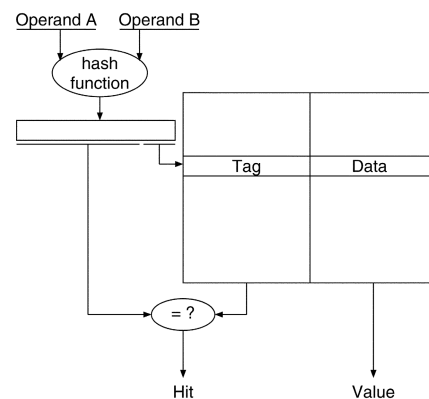 Operand A Operand B
hash
function
Tag Data
= ?
Hit Value